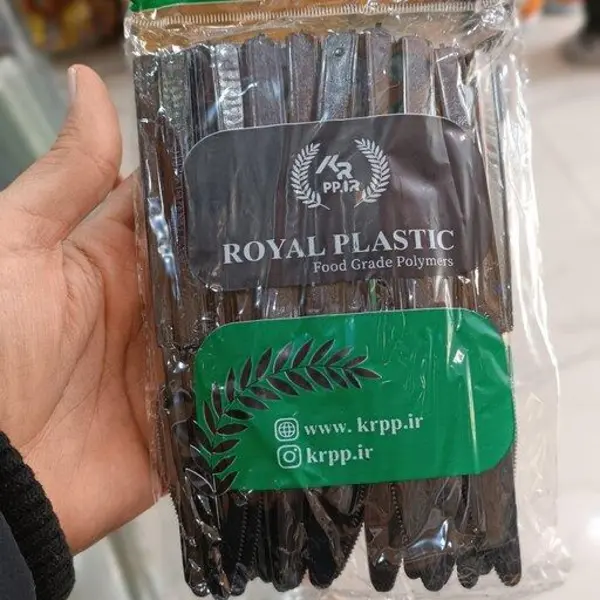 KR
PP.IR
ROYAL PLASTIC
Food Grade Polymers
www. krpp.ir
krpp.ir